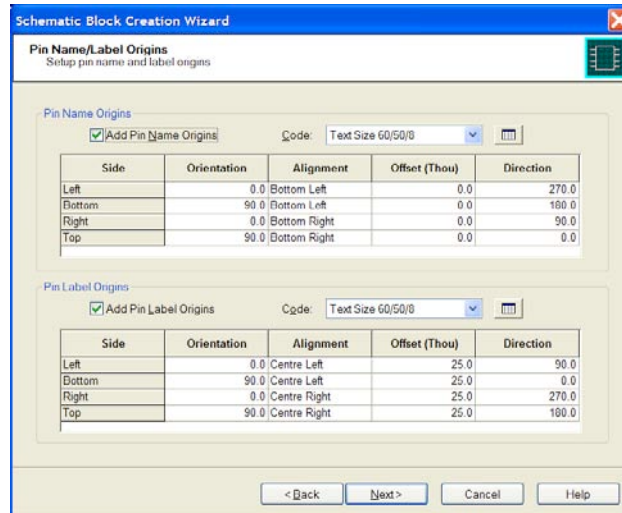 Schematic Block Creation Wizard
Pin Name/Label Origins
Setup pin name and label origins
Pin Name Origins
Add Pin Name Origins Code: Text Size 60/50/8
Side Orientation Alignment Offset (Thou) Direction
Left 0.0 Bottom Left 0.0 270.0
Bottom 90.0 Bottom Left 0.0 180.0
Right 0.0 Bottom Right 0.0 90.0
Top 90.0 Bottom Right 0.0 0.0
Pin Label Origins
Add Pin Label Origins Code: Text Size 60/50/8
Side Orientation Alignment Offset (Thou) Direction
Left 0.0 Centre Left 25.0 90.0
Bottom 90.0 Centre Left 25.0 0.0
Right 0.0 Centre Right 25.0 270.0
Top 90.0 Centre Right 25.0 180.0
< Back Next > Cancel Help